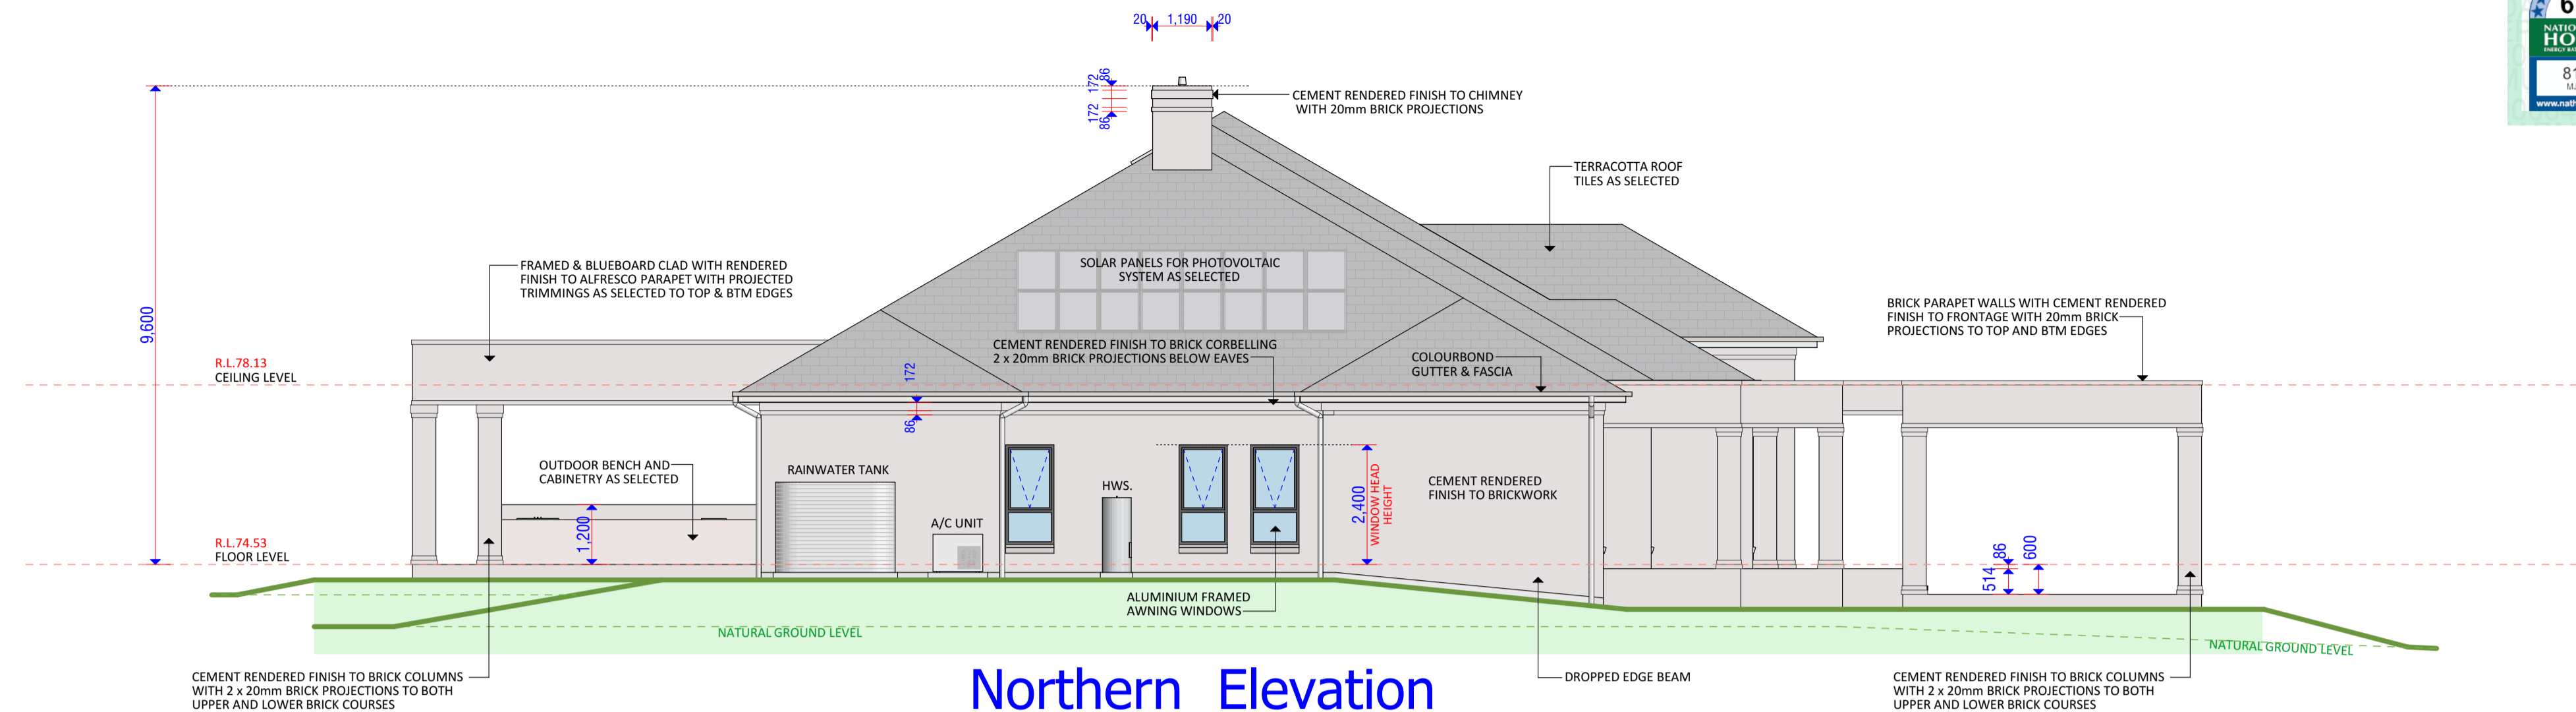 20 1,190 20
172 86
172
86
CEMENT RENDERED FINISH TO CHIMNEY
WITH 20mm BRICK PROJECTIONS
6
HO
ENERGY
81
M
www.nath
TERRACOTTA ROOF
TILES AS SELECTED
FRAMED & BLUEBOARD CLAD WITH RENDERED
FINISH TO ALFRESCO PARAPET WITH PROJECTED
TRIMMINGS AS SELECTED TO TOP & BTM EDGES
SOLAR PANELS FOR PHOTOVOLTAIC
SYSTEM AS SELECTED
BRICK PARAPET WALLS WITH CEMENT RENDERED
FINISH TO FRONTAGE WITH 20mm BRICK
PROJECTIONS TO TOP AND BTM EDGES
9,600
CEMENT RENDERED FINISH TO BRICK CORBELLING
2 x 20mm BRICK PROJECTIONS BELOW EAVES
COLOURBOND
GUTTER & FASCIA
R.L.78.13
CEILING LEVEL
172
86
OUTDOOR BENCH AND
CABINETRY AS SELECTED
RAINWATER TANK
HWS.
A/C UNIT
2,400
WINDOW HEAD
HEIGHT
CEMENT RENDERED
FINISH TO BRICKWORK
1,200
R.L.74.53
FLOOR LEVEL
86
514
600
ALUMINIUM FRAMED
AWNING WINDOWS
NATURAL GROUND LEVEL
NATURAL GROUND LEVEL
CEMENT RENDERED FINISH TO BRICK COLUMNS
WITH 2 x 20mm BRICK PROJECTIONS TO BOTH
UPPER AND LOWER BRICK COURSES
Northern Elevation
DROPPED EDGE BEAM
CEMENT RENDERED FINISH TO BRICK COLUMNS
WITH 2 x 20mm BRICK PROJECTIONS TO BOTH
UPPER AND LOWER BRICK COURSES